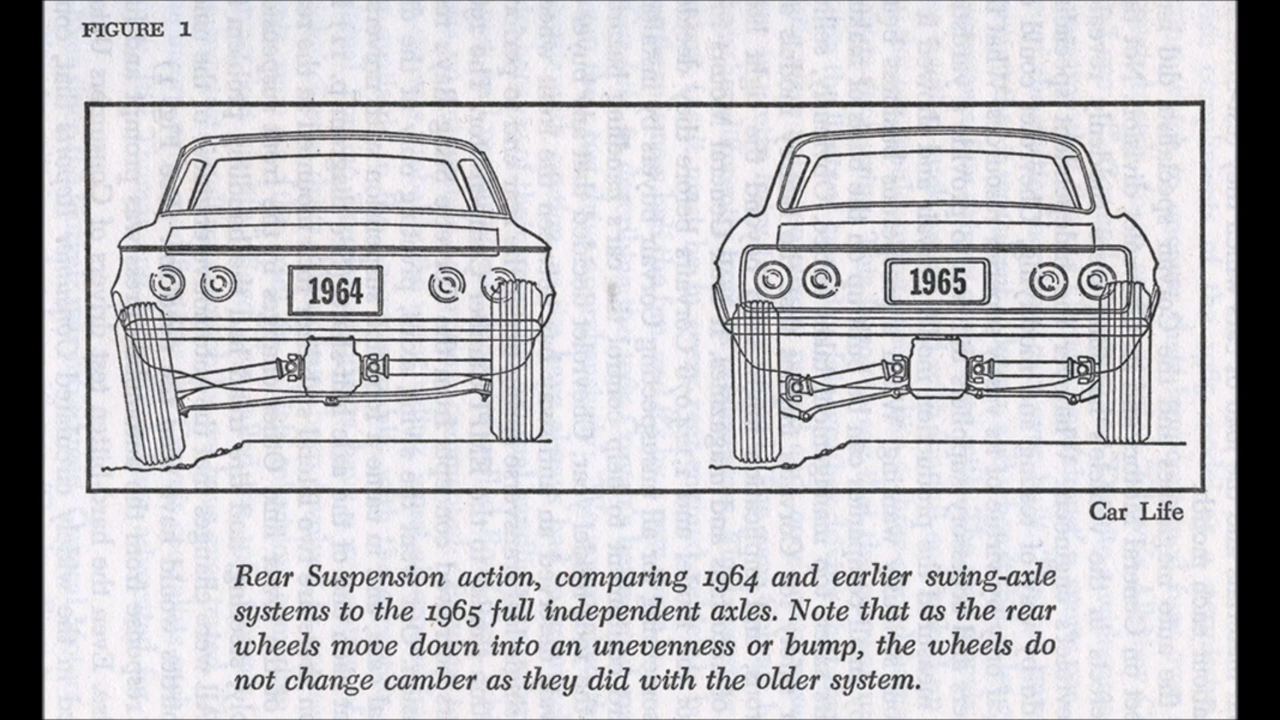 FIGURE 1
1964
1965
Car Life
Rear Suspension action, comparing 1964 and earlier swing-axle
systems to the 1965 full independent axles. Note that as the rear
wheels move down into an unevenness or bump, the wheels do
not change camber as they did with the older system.